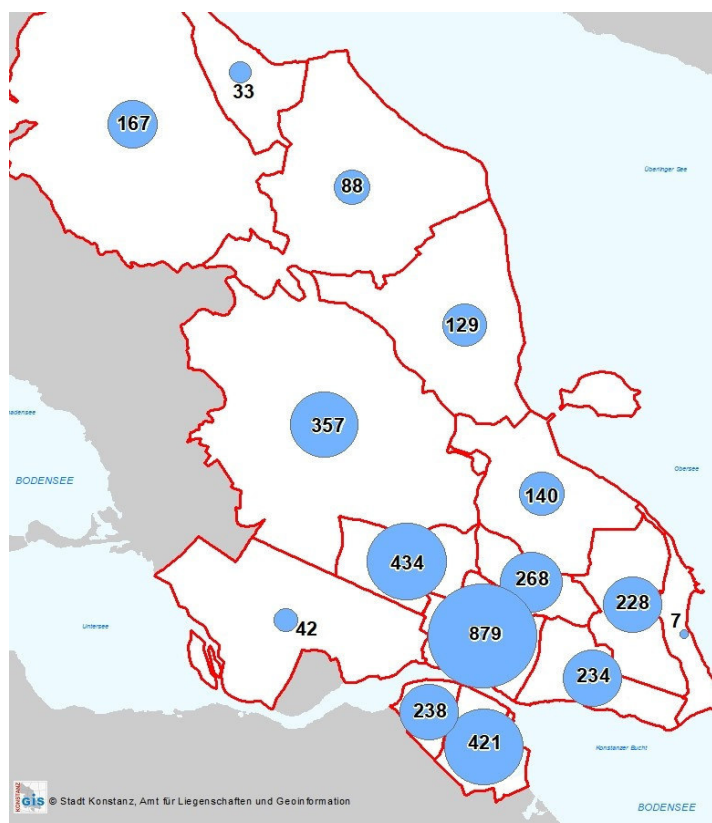 33
167
Überlinger See
88
129
357
BODENSEE
Obersee
140
434
268
228
7
42
Untersee
879
234
238
421
Konstanzer Bucht
KONSTANZ
GIS
© Stadt Konstanz, Amt für Liegenschaften und Geoinformation
BODENSEE